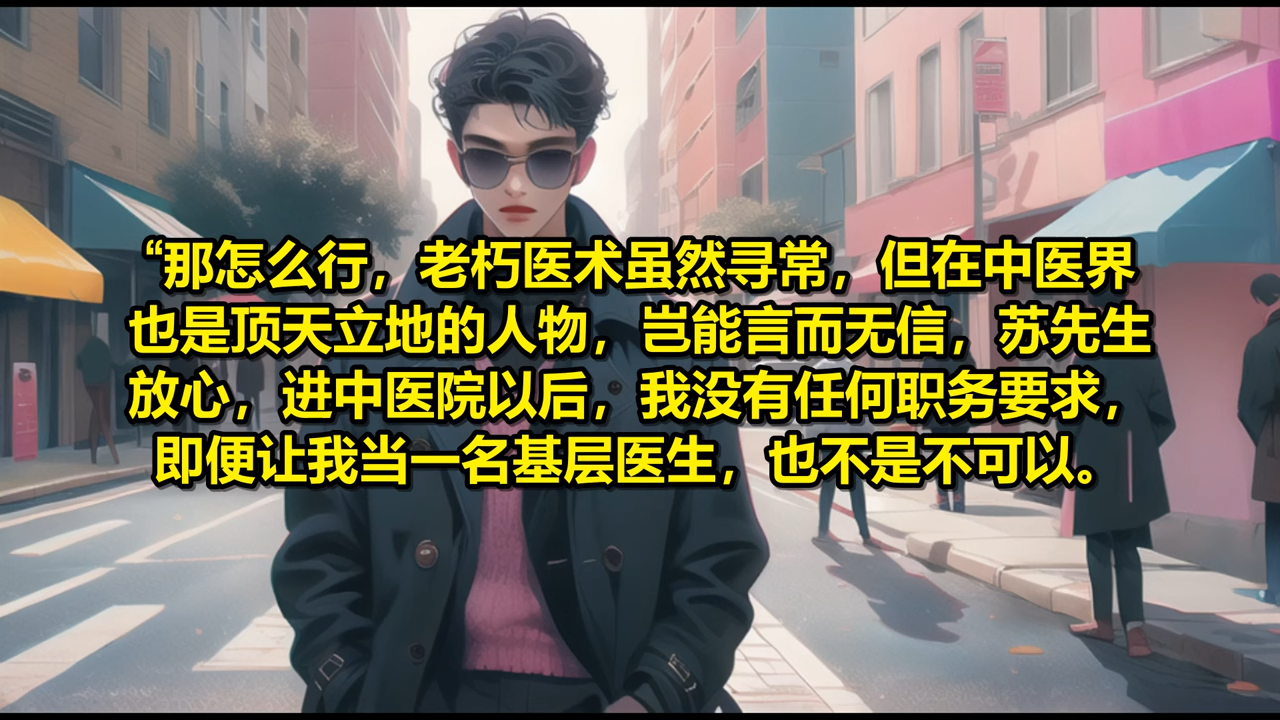 “那怎么行，老朽医术虽然寻常，但在中医界
也是顶天立地的人物，岂能言而无信，苏先生
放心，进中医院以后，我没有任何职务要求，
即便让我当一名基层医生，也不是不可以。